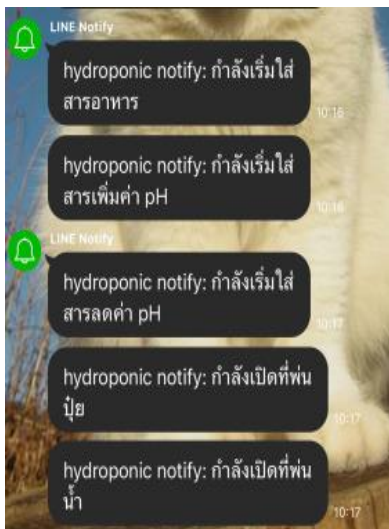 LINE Notify
hydroponic notify: กำลังเริ่มใส่
สารอาหาร
10:16
hydroponic notify: กำลังเริ่มใส่
สารเพิ่มค่า pH
10:16
LINE Notify
hydroponic notify: กำลังเริ่มใส่
สารลดค่า pH
10:17
hydroponic notify: กำลังเปิดที่พ่น
ปุ๋ย
10:17
hydroponic notify: กำลังเปิดที่พ่น
น้ำ
10:17